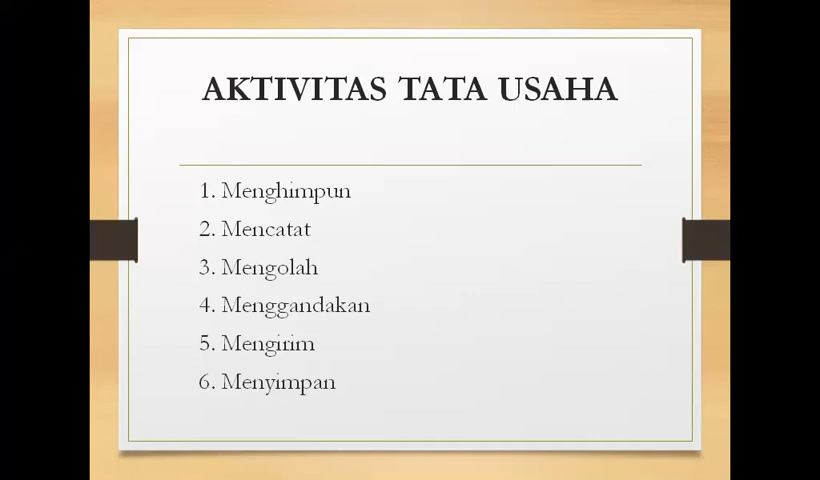 AKTIVITAS TATA USAHA
1. Menghimpun
2. Mencatat
3. Mengolah
4. Menggandakan
5. Mengirim
6. Menyimpan